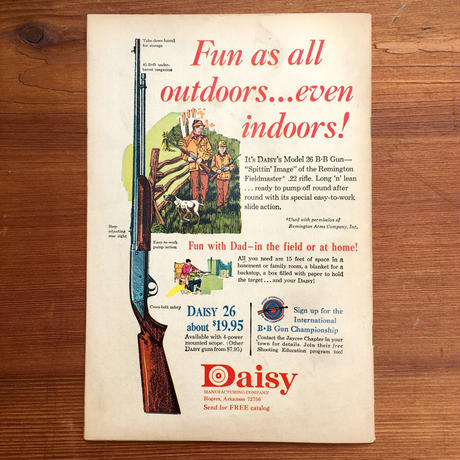 Take-down barrel
for storage
45-B•B under-
barrel magazine
Fun as all
outdoors...even
indoors!
It's DAISY's Model 26 B•B Gun—
"Spittin' Image" of the Remington
Fieldmaster* .22 rifle. Long 'n' lean
... ready to pump off round after
round with its special easy-to-work
slide action.
*Used with permission of
Remington Arms Company, Inc.
Step-
adjusting
rear sight
Easy-to-work
pump action
Fun with Dad—in the field or at home!
All you need are 15 feet of space in a
basement or family room, a blanket for a
backstop, a box filled with paper to hold
the target . . . and your DAISY!
Cross-bolt safety
DAISY 26
about $19.95
Available with 4-power
mounted scope. (Other
DAISY guns from $7.95)
Sign up for the
International
B•B Gun Championship
Contact the Jaycee Chapter in your
town for details. Join their free
Shooting Education program too!
Daisy
MANUFACTURING COMPANY
Rogers, Arkansas 72756
Send for FREE catalog